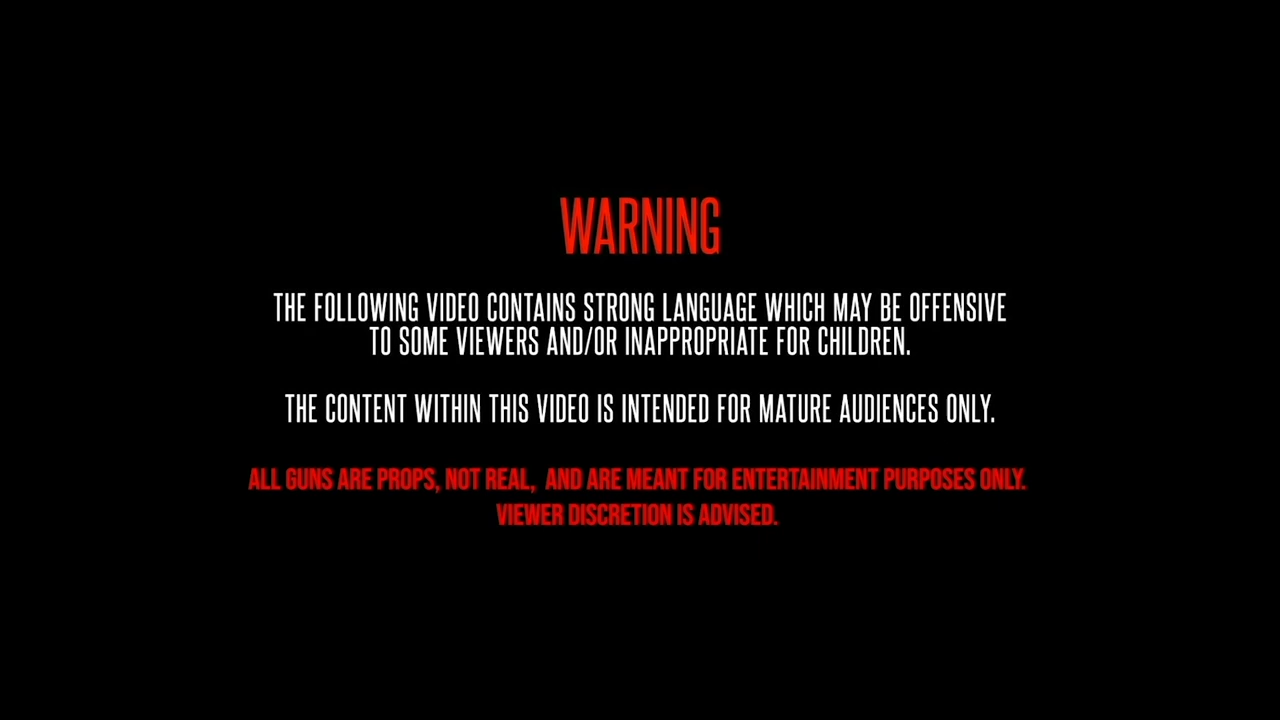 WARNING
THE FOLLOWING VIDEO CONTAINS STRONG LANGUAGE WHICH MAY BE OFFENSIVE
TO SOME VIEWERS AND/OR INAPPROPRIATE FOR CHILDREN.
THE CONTENT WITHIN THIS VIDEO IS INTENDED FOR MATURE AUDIENCES ONLY.
ALL GUNS ARE PROPS, NOT REAL, AND ARE MEANT FOR ENTERTAINMENT PURPOSES ONLY.
VIEWER DISCRETION IS ADVISED.